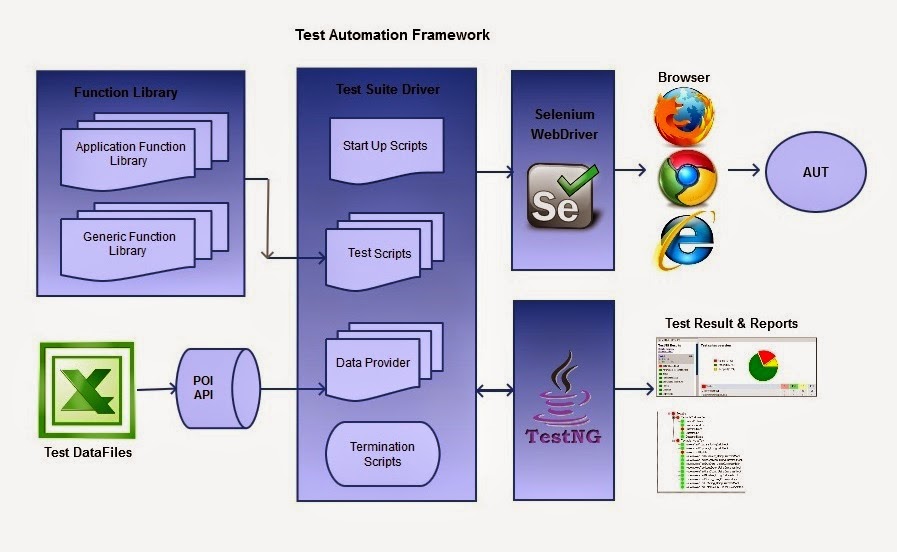 Test Automation Framework
Function Library
Application Function
Library
Generic Function
Library
Test DataFiles
POI
API
Test Suite Driver
Start Up Scripts
Test Scripts
Data Provider
Termination
Scripts
Selenium
WebDriver
Se
TestNG
Browser
AUT
Test Result & Reports